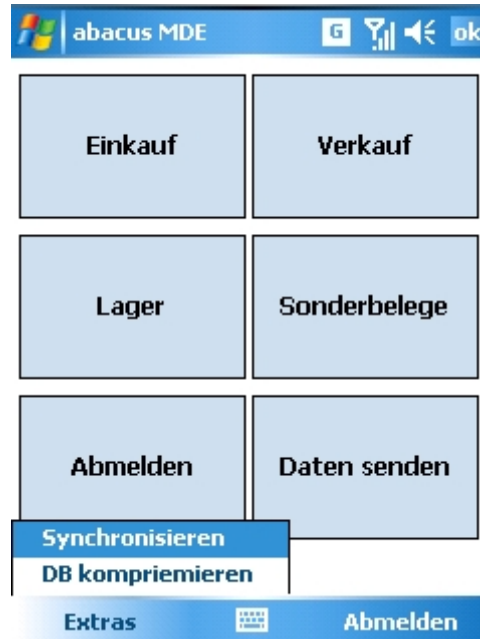 abacus MDE G ok
Einkauf Verkauf
Lager Sonderbelege
Abmelden Daten senden
Synchronisieren
DB kompriemieren
Extras Abmelden